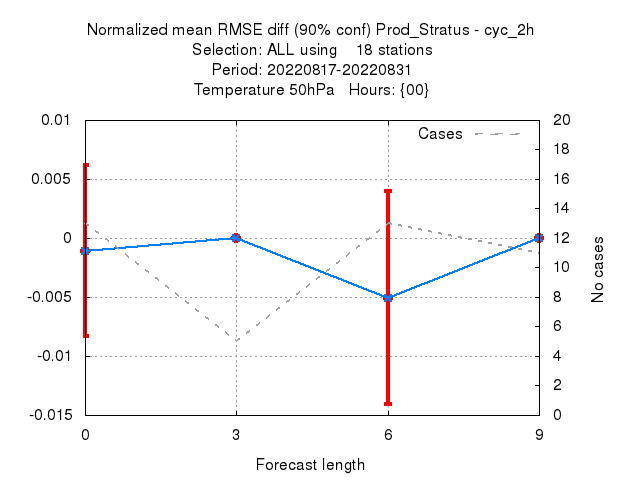 Normalized mean RMSE diff (90% conf) Prod_Stratus - cyc_2h
Selection: ALL using    18 stations
Period: 20220817-20220831
Temperature 50hPa   Hours: {00}
Cases
0.01
0.005
0
-0.005
-0.01
-0.015
20
18
16
14
12
10
8
6
4
2
0
No cases
0 3 6 9
Forecast length